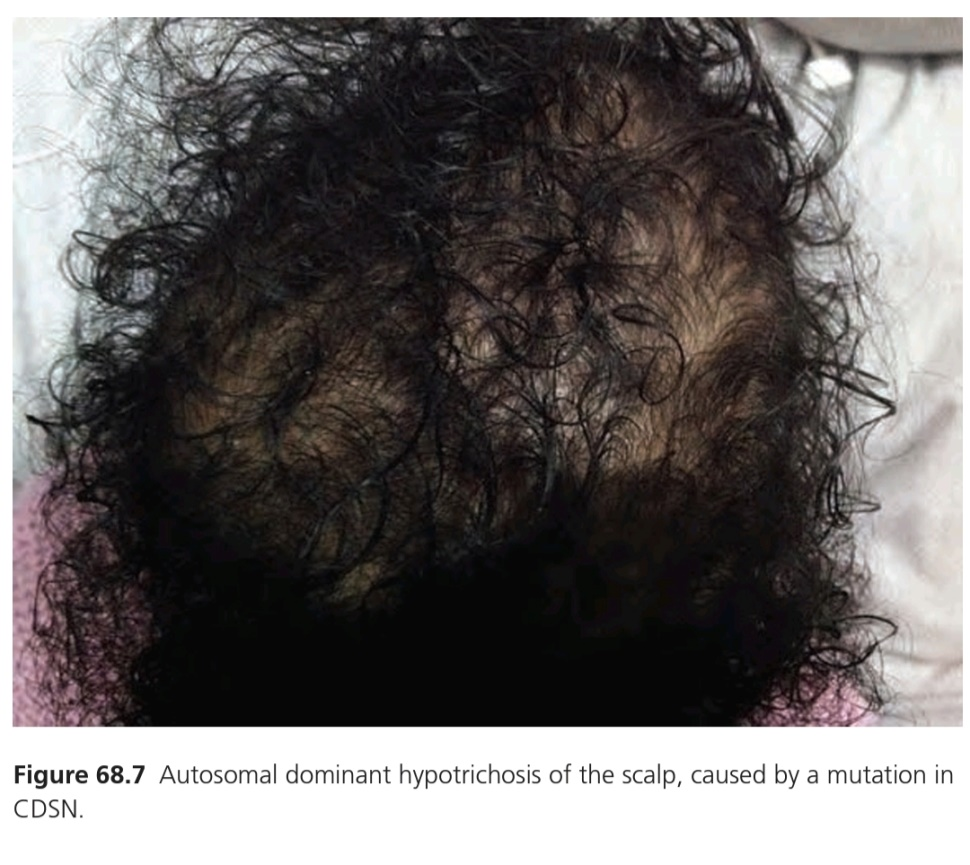 Figure 68.7 Autosomal dominant hypotrichosis of the scalp, caused by a mutation in
CDSN.